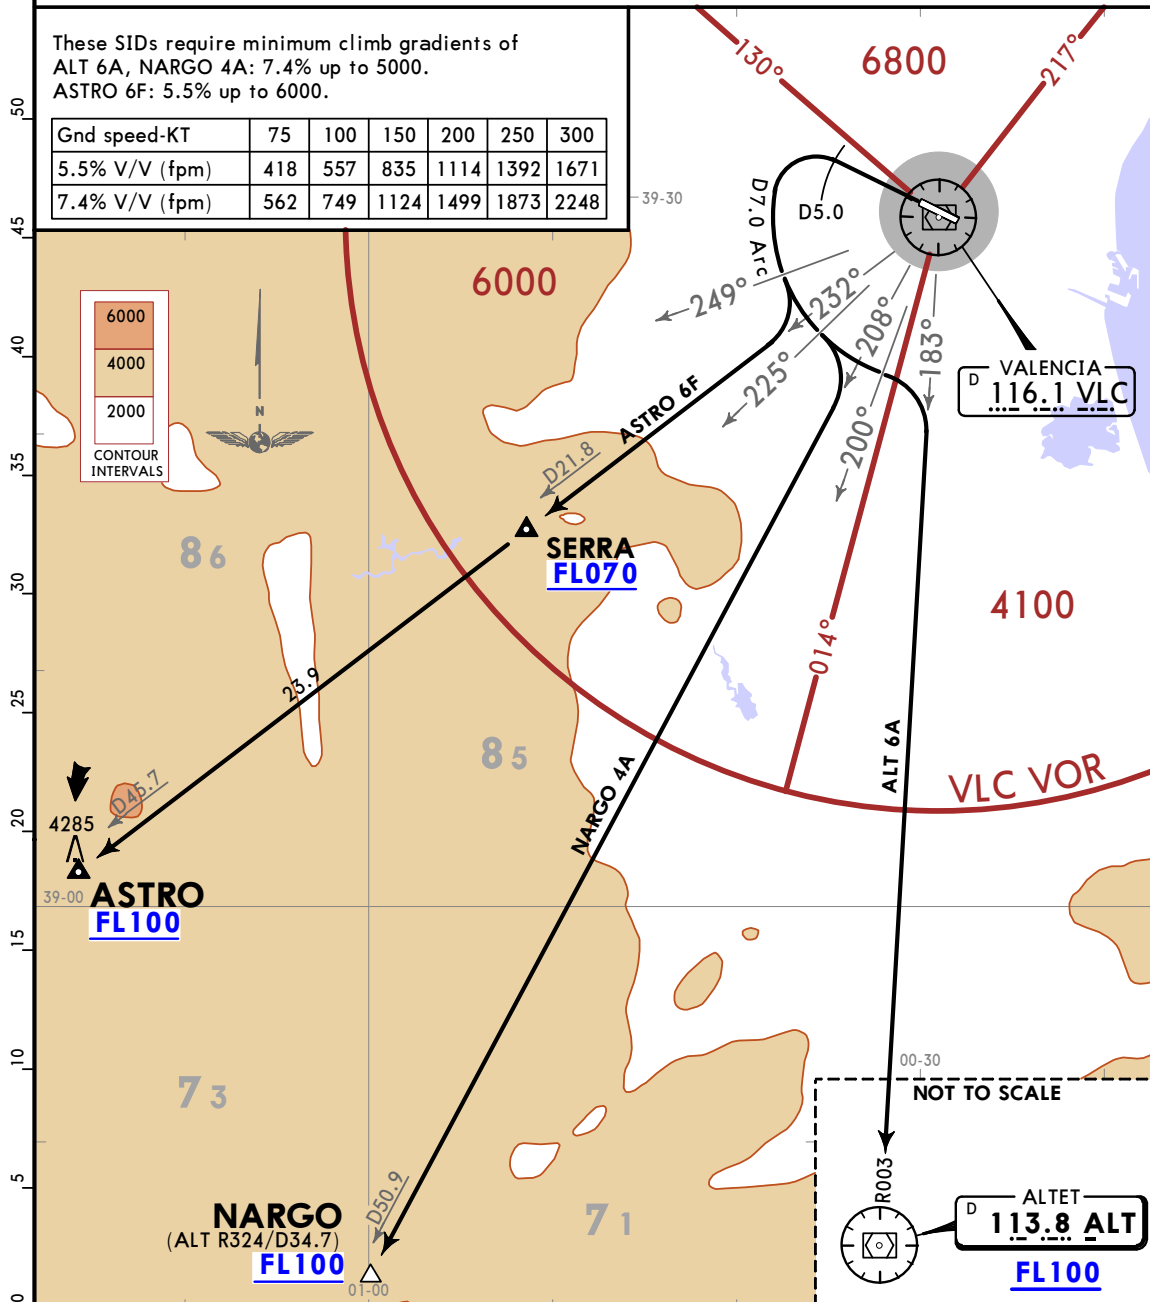 These SIDs require minimum climb gradients of
ALT 6A, NARGO 4A: 7.4% up to 5000.
ASTRO 6F: 5.5% up to 6000.
Gnd speed-KT 75 100 150 200 250 300
5.5% V/V (fpm) 418 557 835 1114 1392 1671
7.4% V/V (fpm) 562 749 1124 1499 1873 2248
130°
6800
217°
50
39-30
D7.0 Arc
D5.0
45
6000
249°
232°
208°
183°
225°
200°
6000
4000
2000
CONTOUR
INTERVALS
N
40
VALENCIA
D 116.1 VLC
ASTRO 6F
35
D21.8
86
SERRA
FL070
30
4100
014°
23.9
25
85
NARGO 4A
ALT 6A
VLC VOR
D45.7
20
4285
39-00
ASTRO
FL100
15
10
00-30
73
NOT TO SCALE
5
R003
D50.9
NARGO
(ALT R324/D34.7)
FL100
71
ALTET
D 113.8 ALT
FL100
01-00
0